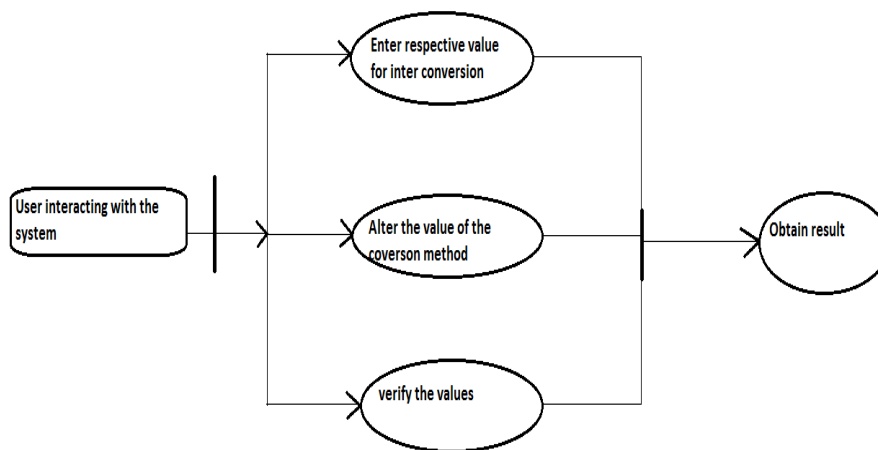 Enter respective value
for inter conversion
User interacting with the
system
Alter the value of the
coverson method
Obtain result
verify the values